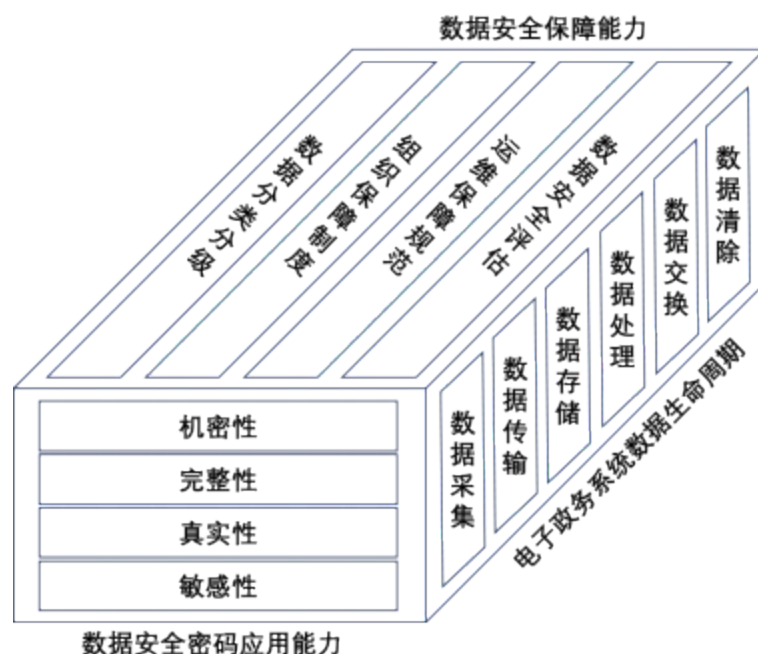 数据安全保障能力
数据分类分级
组织保障制度
运维保障规范
数据安全评估
机密性
完整性
真实性
敏感性
数据安全密码应用能力
数据采集
数据传输
数据存储
数据处理
数据交换
数据清除
电子政务系统数据生命周期